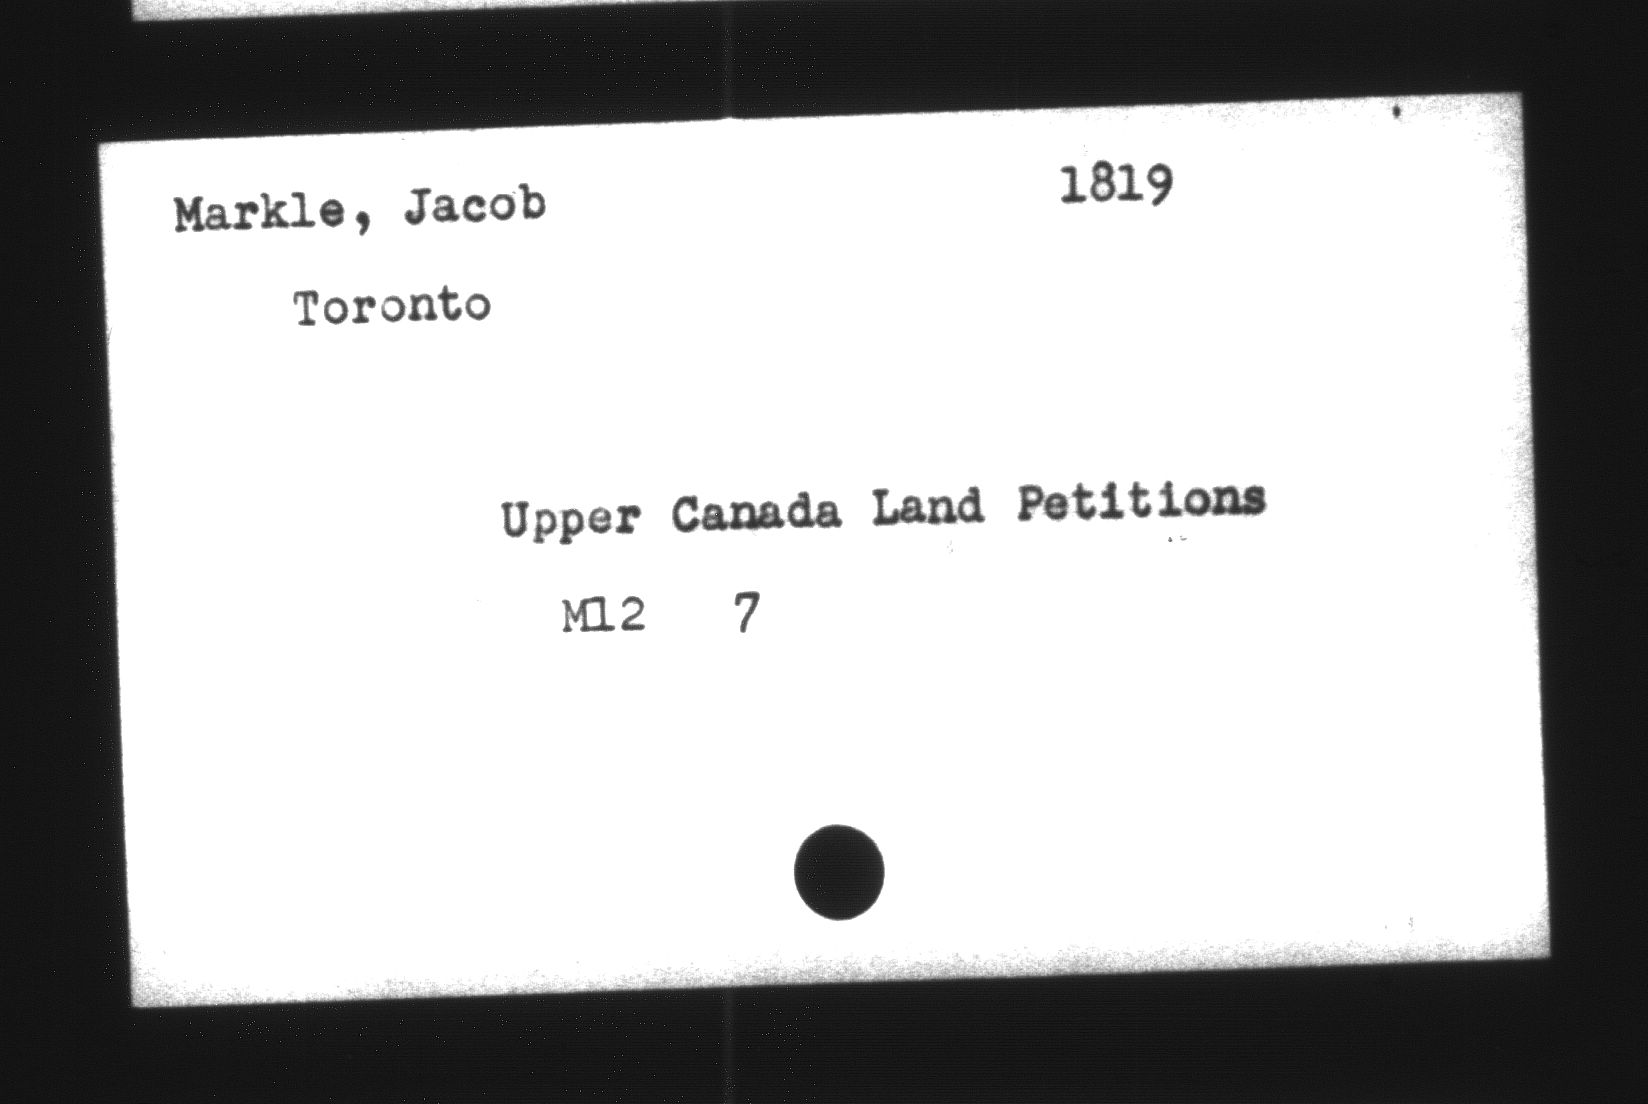 Markle, Jacob 1819
Toronto
Upper Canada Land Petitions
M12 7